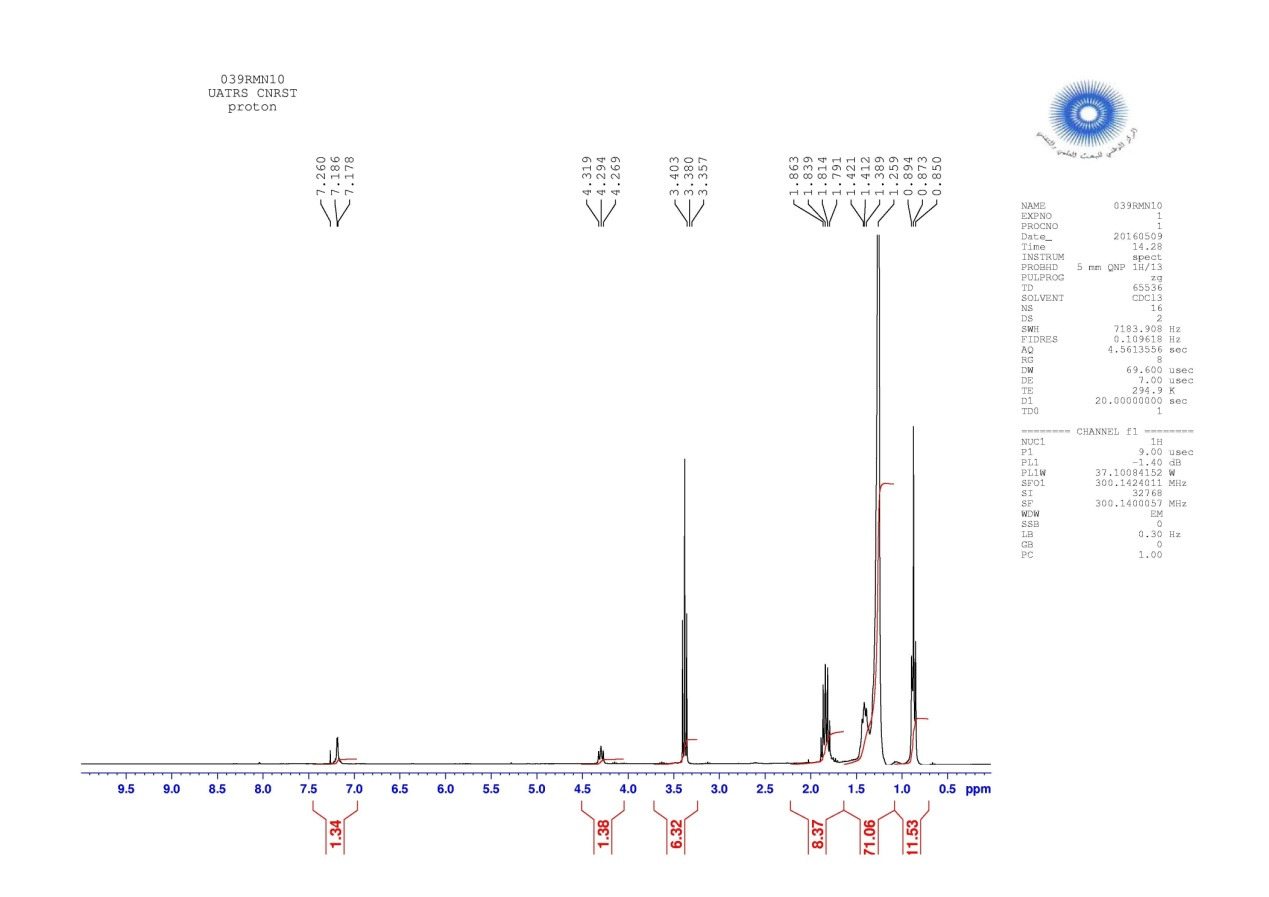 039RMN10
UATRS CNRST
proton
7.260
7.186
7.178
4.319
4.294
4.269
3.403
3.380
3.357
1.863
1.839
1.814
1.791
1.421
1.412
1.389
1.259
0.894
0.873
0.850
NAME 039RMN10
EXPNO 1
PROCNO 1
Date_ 20160509
Time 14.28
INSTRUM spect
PROBHD 5 mm QNP 1H/13
PULPROG zg
TD 65536
SOLVENT CDCl3
NS 16
DS 2
SWH 7183.908 Hz
FIDRES 0.109618 Hz
AQ 4.5613556 sec
RG 8
DW 69.600 usec
DE 7.00 usec
TE 294.9 K
D1 20.00000000 sec
TD0 1
======== CHANNEL f1 ========
NUC1 1H
P1 9.00 usec
PL1 -1.40 dB
PL1W 37.10084152 W
SFO1 300.1424011 MHz
SI 32768
SF 300.1400057 MHz
WDW EM
SSB 0
LB 0.30 Hz
GB 0
PC 1.00
9.5 9.0 8.5 8.0 7.5 7.0 6.5 6.0 5.5 5.0 4.5 4.0 3.5 3.0 2.5 2.0 1.5 1.0 0.5 ppm
1.34
1.38
6.32
8.37
71.06
11.53